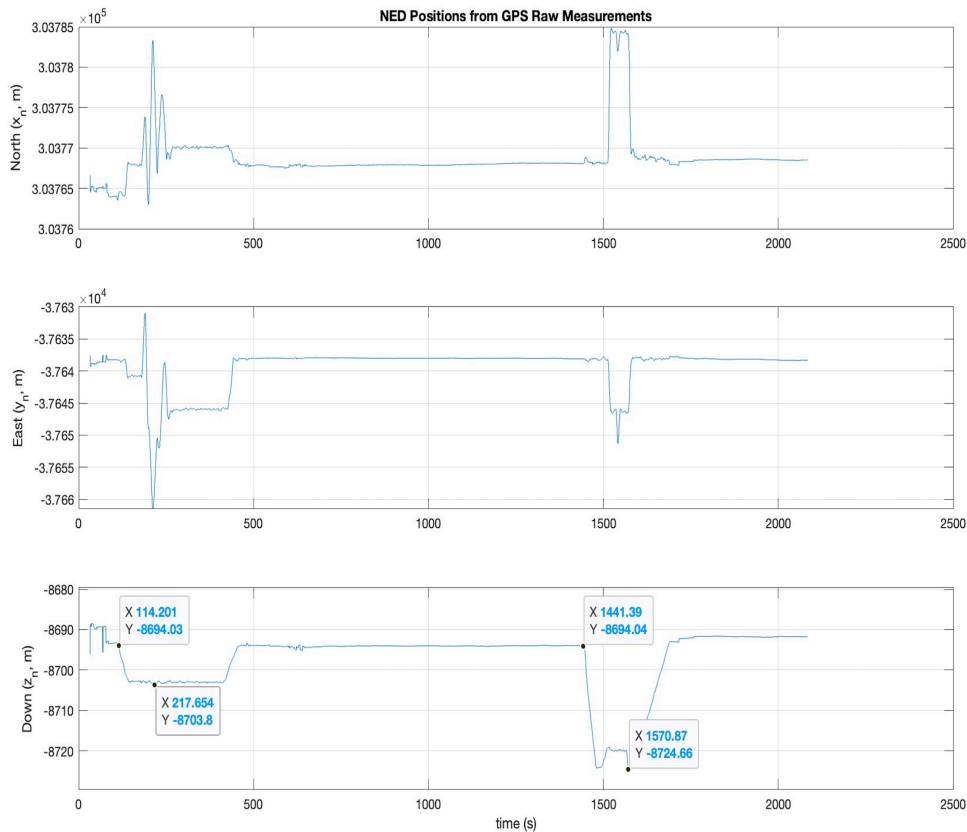 NED Positions from GPS Raw Measurements
×10^5
North (x_n, m)
3.03785
3.0378
3.03775
3.0377
3.03765
3.0376
0 500 1000 1500 2000 2500
×10^4
East (y_n, m)
-3.763
-3.7635
-3.764
-3.7645
-3.765
-3.7655
-3.766
0 500 1000 1500 2000 2500
Down (z_n, m)
-8680
-8690
-8700
-8710
-8720
X 114.201
Y -8694.03
X 217.654
Y -8703.8
X 1441.39
Y -8694.04
X 1570.87
Y -8724.66
0 500 1000 1500 2000 2500
time (s)